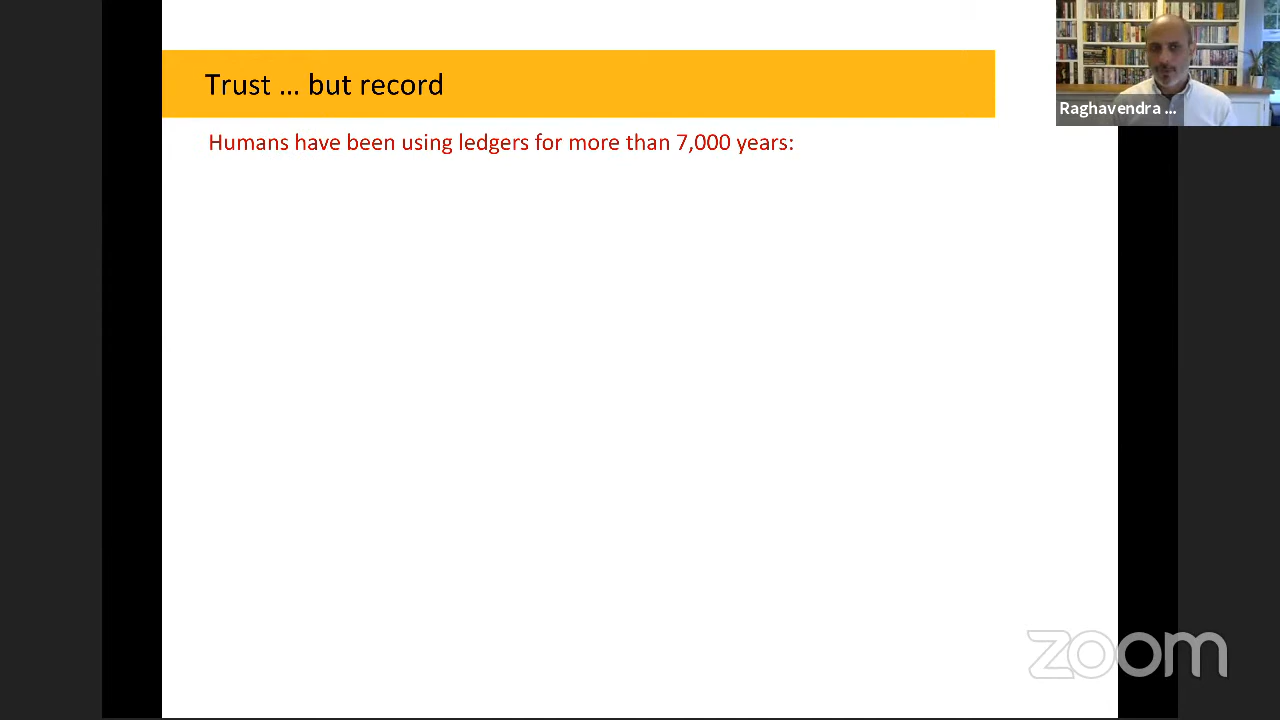 Trust ... but record
Humans have been using ledgers for more than 7,000 years:
Raghavendra ...
zoom